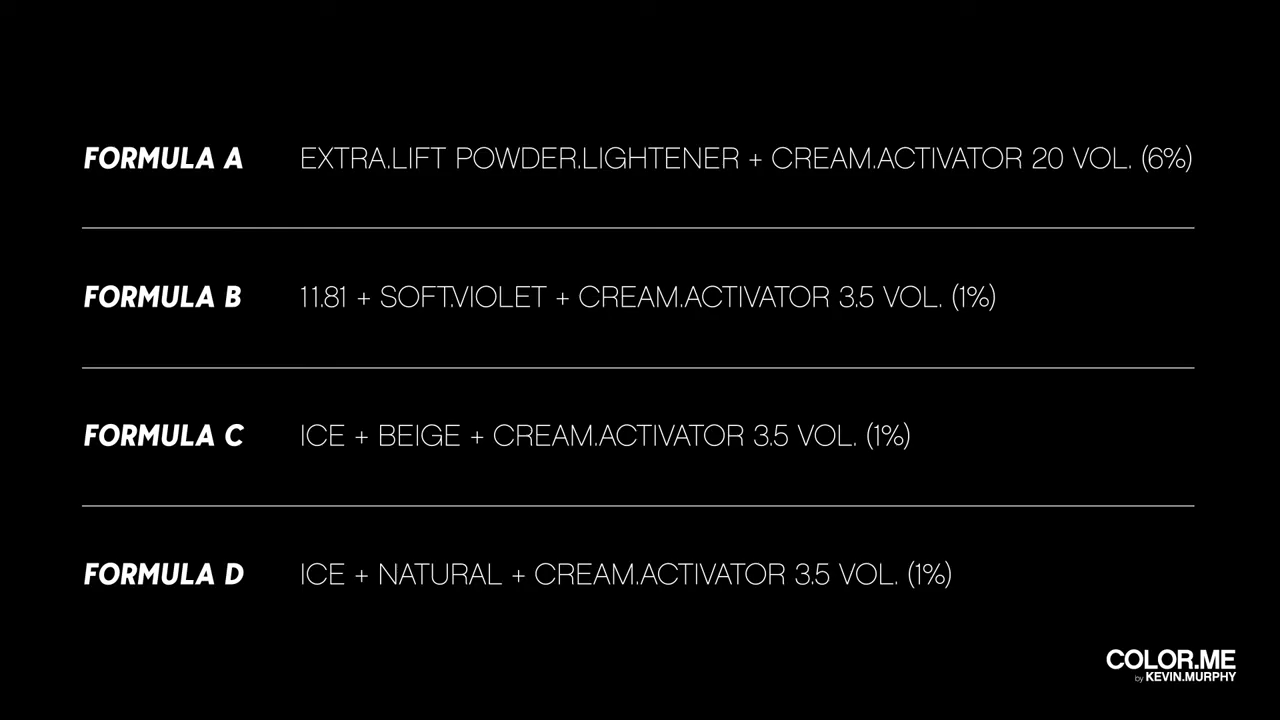 FORMULA A EXTRA.LIFT POWDER.LIGHTENER + CREAM.ACTIVATOR 20 VOL. (6%)
FORMULA B 11.81 + SOFT.VIOLET + CREAM.ACTIVATOR 3.5 VOL. (1%)
FORMULA C ICE + BEIGE + CREAM.ACTIVATOR 3.5 VOL. (1%)
FORMULA D ICE + NATURAL + CREAM.ACTIVATOR 3.5 VOL. (1%)
COLOR.ME
by KEVIN.MURPHY